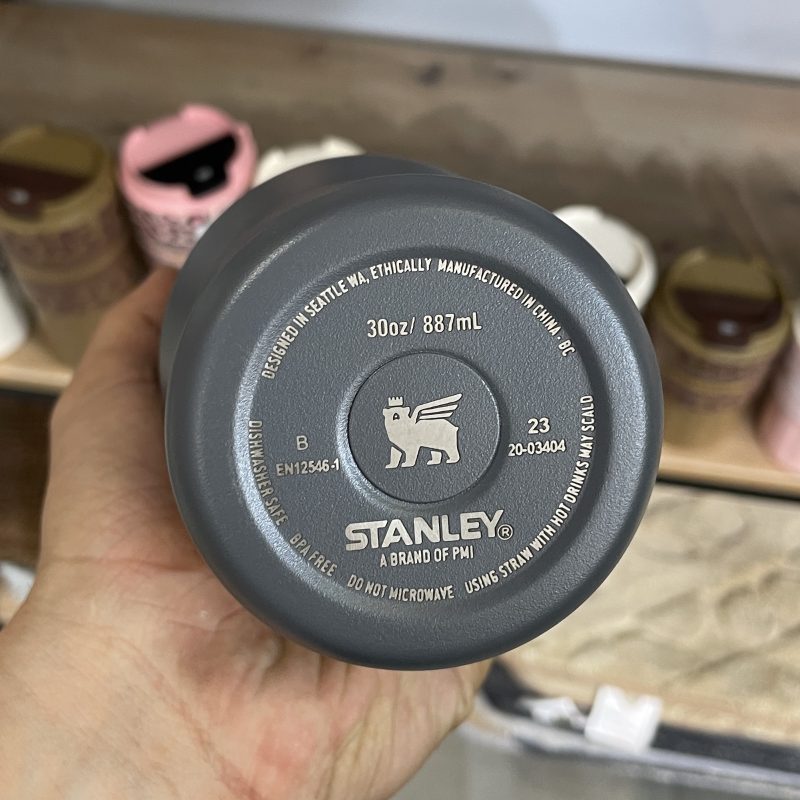 DESIGNED IN SEATTLE WA, ETHICALLY MANUFACTURED IN CHINA · BC
30oz/ 887mL
B
EN12546-1
23
20-03404
STANLEY®
A BRAND OF PMI
DISHWASHER SAFE BPA FREE DO NOT MICROWAVE USING STRAW WITH HOT DRINKS MAY SCALD